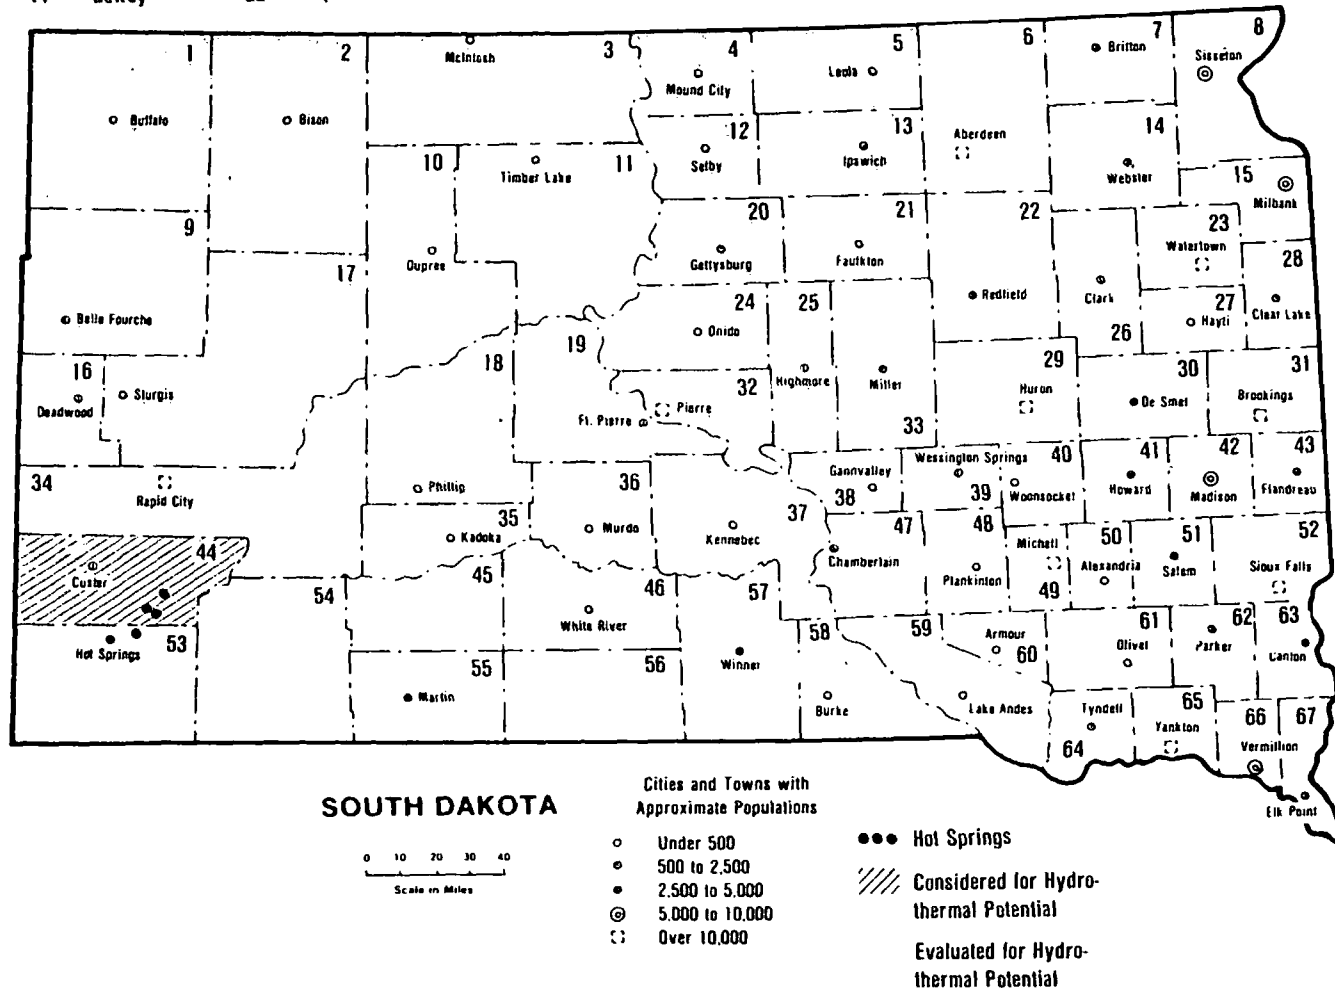 1
2
3
4
5
6
7
8
McIntosh
Mound City
Leola
Britton
Sisseton
Buffalo
Bison
10
11
12
13
14
15
Timber Lake
Selby
Ipswich
Aberdeen
Webster
Milbank
9
17
20
21
22
23
28
Dupree
Gettysburg
Faulkton
Watertown
Belle Fourche
24
25
Redfield
Clark
26
27
Hayti
Clear Lake
16
18
19
Onida
29
30
31
Deadwood
Sturgis
32
Highmore
Miller
Huron
De Smet
Brookings
Ft. Pierre
Pierre
33
34
Rapid City
Phillip
36
Gannvalley
38
Wessington Springs
39
40
Woonsocket
41
Howard
42
Madison
43
Flandreau
35
Kadoka
Murdo
Kennebec
37
47
48
Michell
50
51
52
44
Custer
45
46
57
Chamberlain
Plankinton
49
Alexandria
Salem
Sioux Falls
54
White River
58
59
Armour
60
61
62
63
Hot Springs
53
55
56
Winner
Olivet
Parker
Canton
Martin
Burke
Lake Andes
Tyndell
64
65
Yankton
66
Vermillion
67
Elk Point
SOUTH DAKOTA
0 10 20 30 40
Scale in Miles
Cities and Towns with
Approximate Populations
Under 500
500 to 2,500
2,500 to 5,000
5,000 to 10,000
Over 10,000
Hot Springs
Considered for Hydro-
thermal Potential
Evaluated for Hydro-
thermal Potential